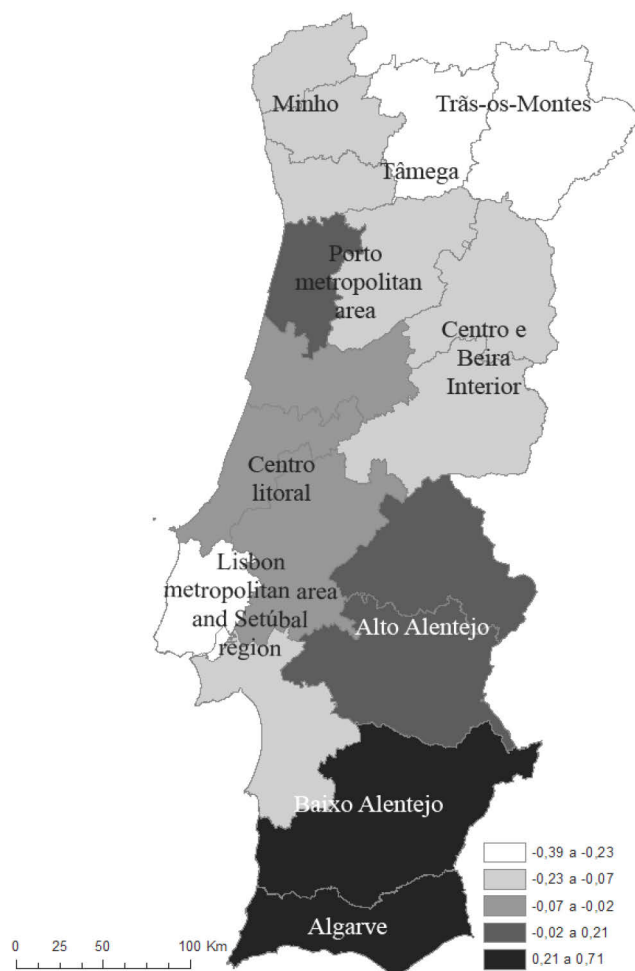 Minho
Trãs-os-Montes
Tâmega
Porto
metropolitan
area
Centro e
Beira
Interior
Centro
litoral
Lisbon
metropolitan area
and Setúbal
region
Alto Alentejo
Baixo Alentejo
Algarve
-0,39 a -0,23
-0,23 a -0,07
-0,07 a -0,02
-0,02 a 0,21
0,21 a 0,71
0 25 50 100 Km